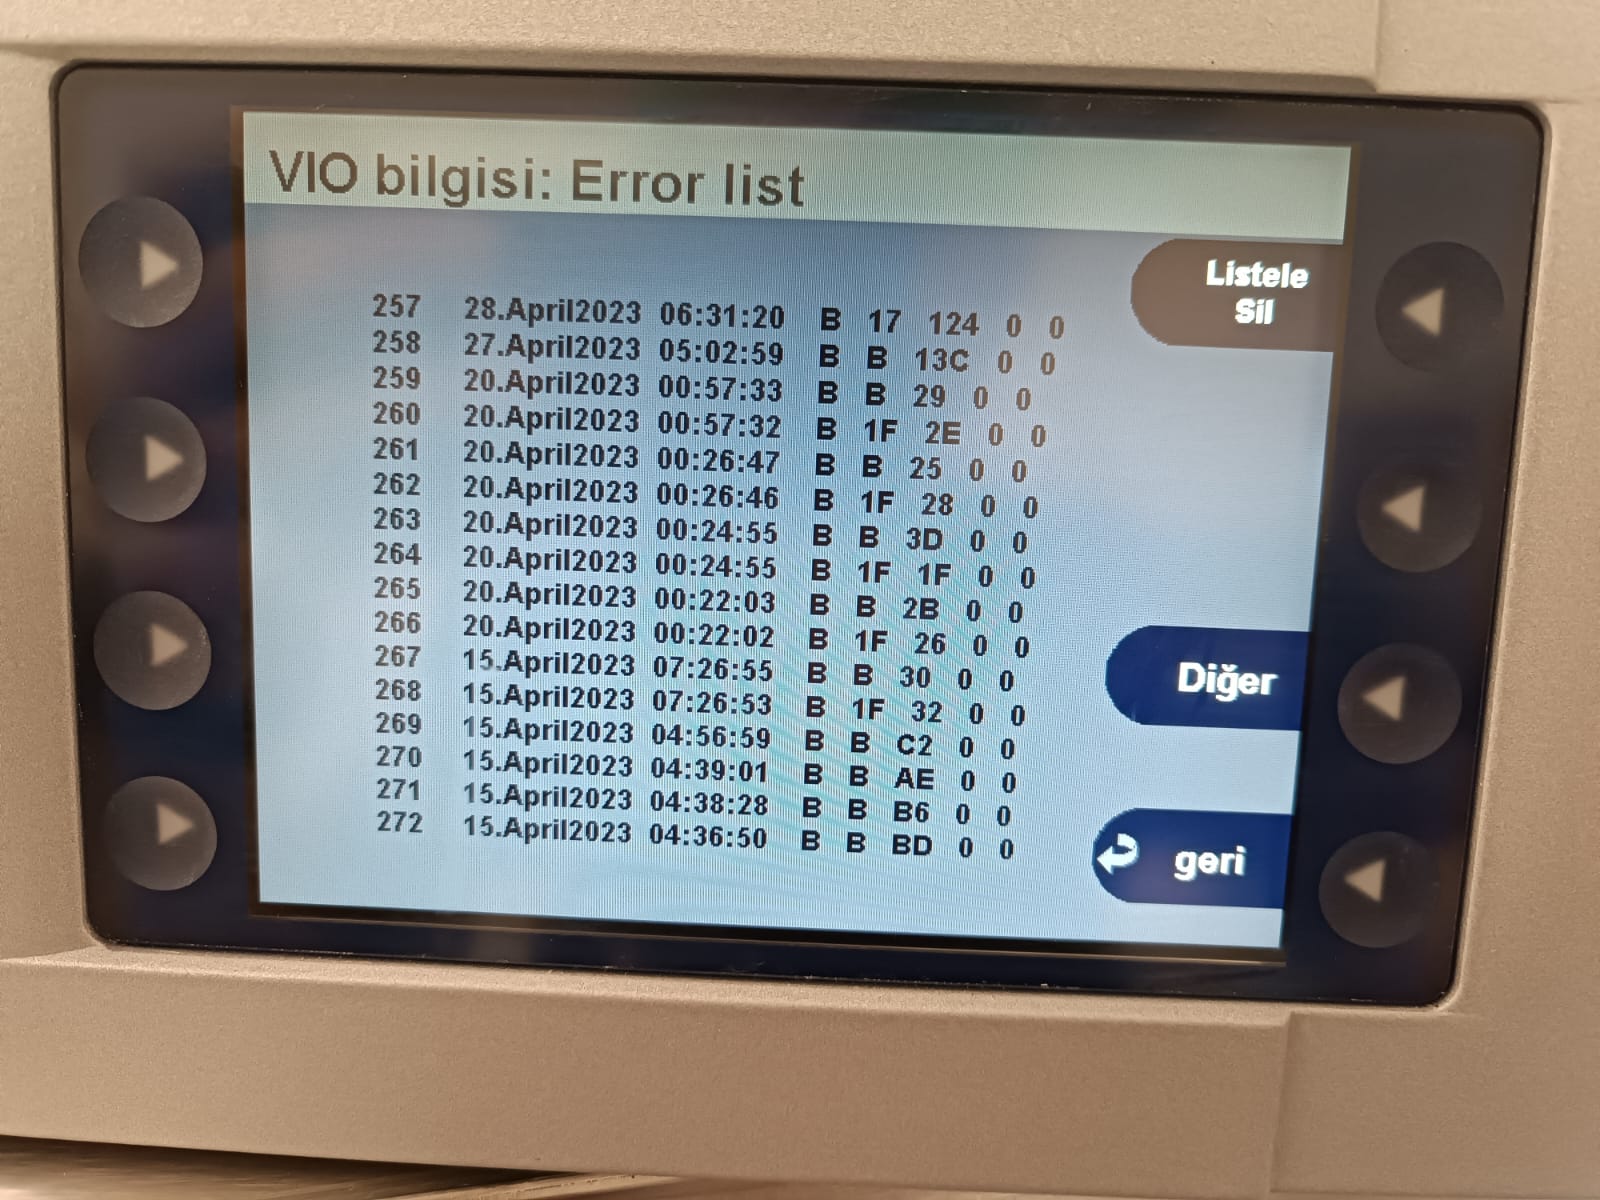 VIO bilgisi: Error list
Listele
Sil
257 28.April2023 06:31:20 B 17 124 0 0
258 27.April2023 05:02:59 B B 13C 0 0
259 20.April2023 00:57:33 B B 29 0 0
260 20.April2023 00:57:32 B 1F 2E 0 0
261 20.April2023 00:26:47 B B 25 0 0
262 20.April2023 00:26:46 B 1F 28 0 0
263 20.April2023 00:24:55 B B 3D 0 0
264 20.April2023 00:24:55 B 1F 1F 0 0
265 20.April2023 00:22:03 B B 2B 0 0
266 20.April2023 00:22:02 B 1F 26 0 0
267 15.April2023 07:26:55 B B 30 0 0
268 15.April2023 07:26:53 B 1F 32 0 0
269 15.April2023 04:56:59 B B C2 0 0
270 15.April2023 04:39:01 B B AE 0 0
271 15.April2023 04:38:28 B B B6 0 0
272 15.April2023 04:36:50 B B BD 0 0
Diğer
geri